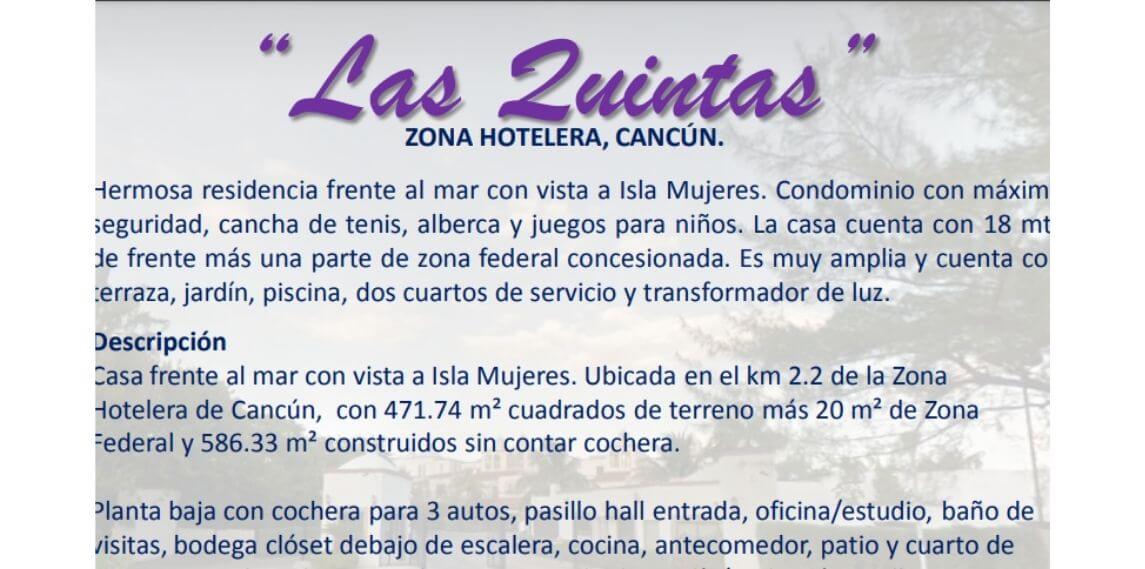 “ Las Quintas ”
ZONA HOTELERA, CANCÚN.
Hermosa residencia frente al mar con vista a Isla Mujeres. Condominio con máxim
seguridad, cancha de tenis, alberca y juegos para niños. La casa cuenta con 18 mt
de frente más una parte de zona federal concesionada. Es muy amplia y cuenta co
terraza, jardín, piscina, dos cuartos de servicio y transformador de luz.
Descripción
Casa frente al mar con vista a Isla Mujeres. Ubicada en el km 2.2 de la Zona
Hotelera de Cancún, con 471.74 m² cuadrados de terreno más 20 m² de Zona
Federal y 586.33 m² construidos sin contar cochera.
Planta baja con cochera para 3 autos, pasillo hall entrada, oficina/estudio, baño de
visitas, bodega clóset debajo de escalera, cocina, antecomedor, patio y cuarto de